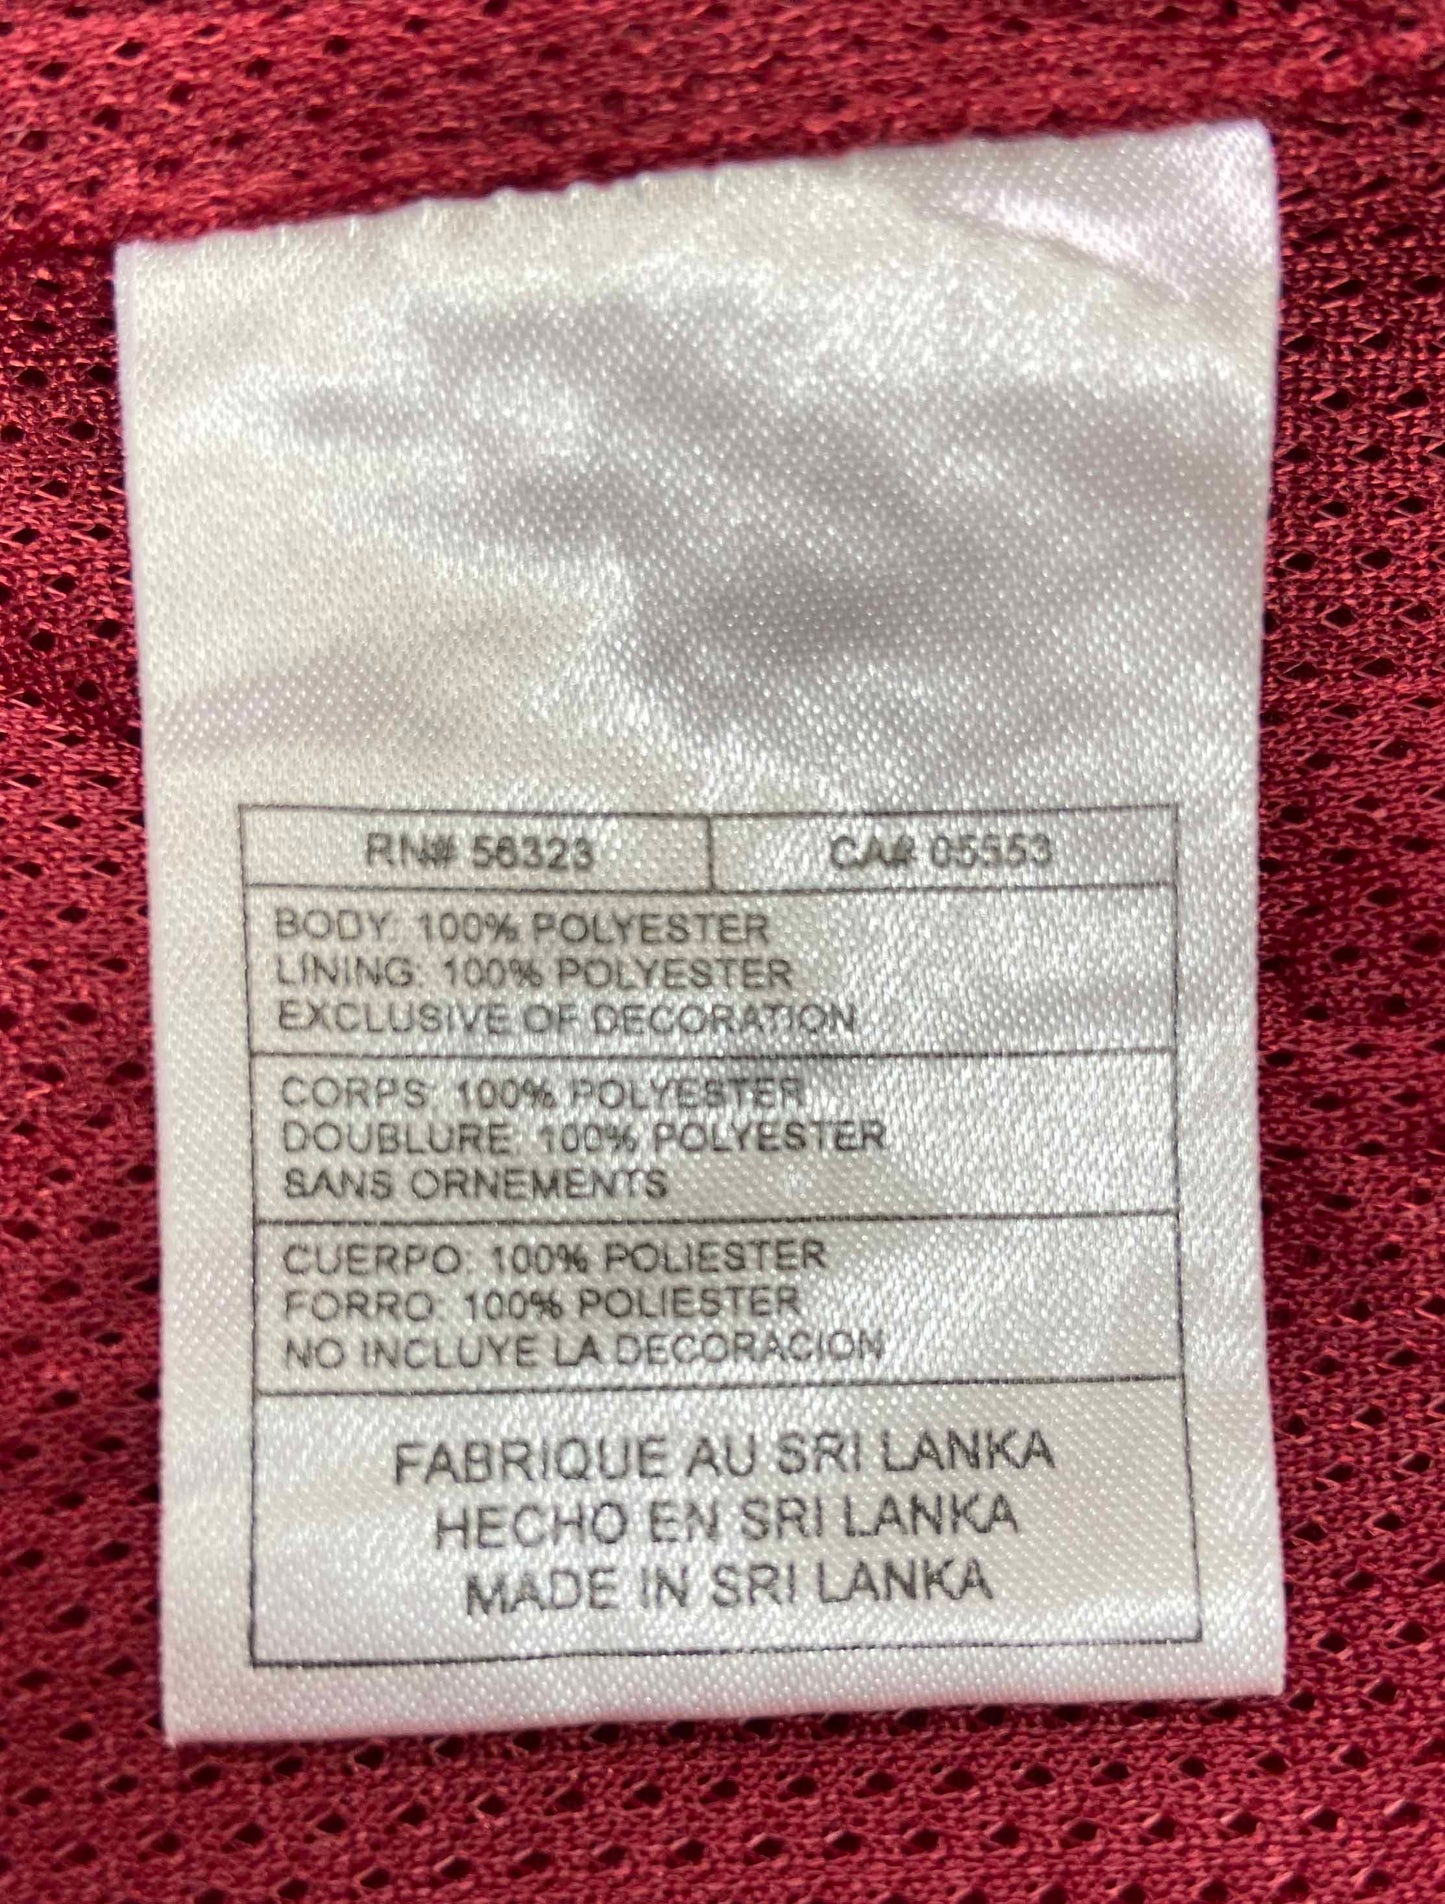 RN# 56323 CA# 05553
BODY: 100% POLYESTER
LINING: 100% POLYESTER
EXCLUSIVE OF DECORATION
CORPS: 100% POLYESTER
DOUBLURE: 100% POLYESTER
SANS ORNEMENTS
CUERPO: 100% POLIESTER
FORRO: 100% POLIESTER
NO INCLUYE LA DECORACION
FABRIQUE AU SRI LANKA
HECHO EN SRI LANKA
MADE IN SRI LANKA